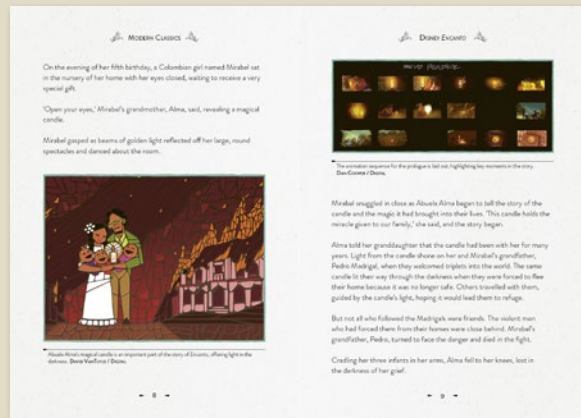 MODERN CLASSICS
On the evening of her fifth birthday, a Colombian girl named Mirabel sat
in the nursery of her home with her eyes closed, waiting to receive a very
special gift.
'Open your eyes,' Mirabel's grandmother, Alma, said, revealing a magical
candle.
Mirabel gasped as beams of golden light reflected off her large, round
spectacles and danced about the room.
Abuela Alma's magical candle is an important part of the story of Encanto, offering light in the
darkness. DAVID VANTUYLE / DIGITAL
8
DISNEY ENCANTO
The animation sequence for the prologue is laid out, highlighting key moments in the story.
DAN COOPER / DIGITAL
Mirabel snuggled in close as Abuela Alma began to tell the story of the
candle and the magic it had brought into their lives. 'This candle holds the
miracle given to our family,' she said, and the story began.
Alma told her granddaughter that the candle had been with her for many
years. Light from the candle shone on her and Mirabel's grandfather,
Pedro Madrigal, when they welcomed triplets into the world. The same
candle lit their way through the darkness when they were forced to flee
their home because it was no longer safe. Others travelled with them,
guided by the candle's light, hoping it would lead them to refuge.
But not all who followed the Madrigals were friends. The violent men
who had forced them from their homes were close behind. Mirabel's
grandfather, Pedro, turned to face the danger and died in the fight.
Cradling her three infants in her arms, Alma fell to her knees, lost in
the darkness of her grief.
9